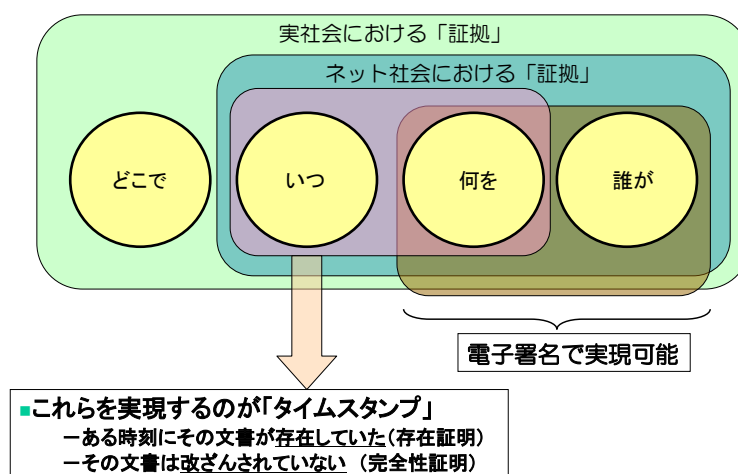 実社会における「証拠」
ネット社会における「証拠」
どこで
いつ
何を
誰が
電子署名で実現可能
■これらを実現するのが「タイムスタンプ」
－ある時刻にその文書が存在していた(存在証明)
－その文書は改ざんされていない (完全性証明)